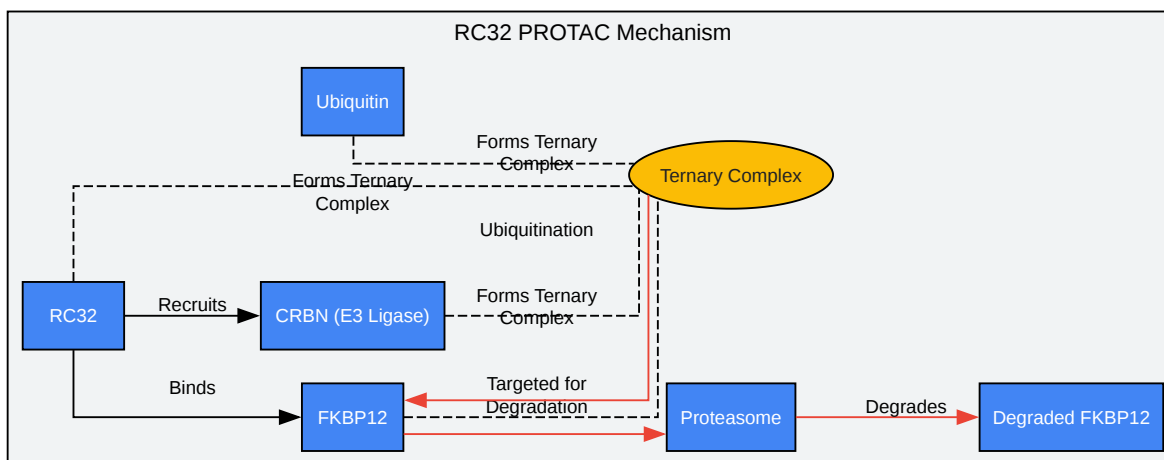 RC32 PROTAC Mechanism
Ubiquitin
Forms Ternary
Complex
Ternary Complex
Forms Ternary
Complex
Ubiquitination
RC32
Recruits
CRBN (E3 Ligase)
Forms Ternary
Complex
Binds
FKBP12
Targeted for
Degradation
Proteasome
Degrades
Degraded FKBP12